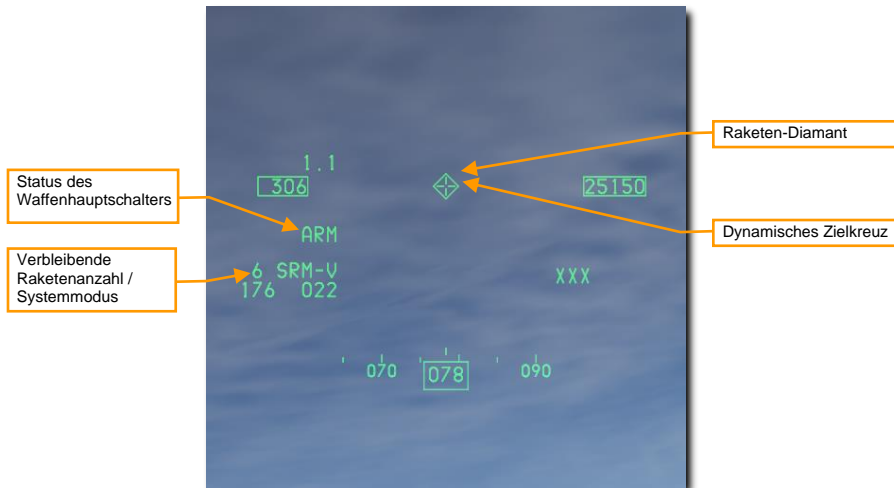 Raketen-Diamant
1.1
306
25150
Status des
Waffenhauptschalters
ARM
Dynamisches Zielkreuz
Verbleibende
Raketenanzahl /
Systemmodus
6 SRM-V
XXX
176 022
070 078 090